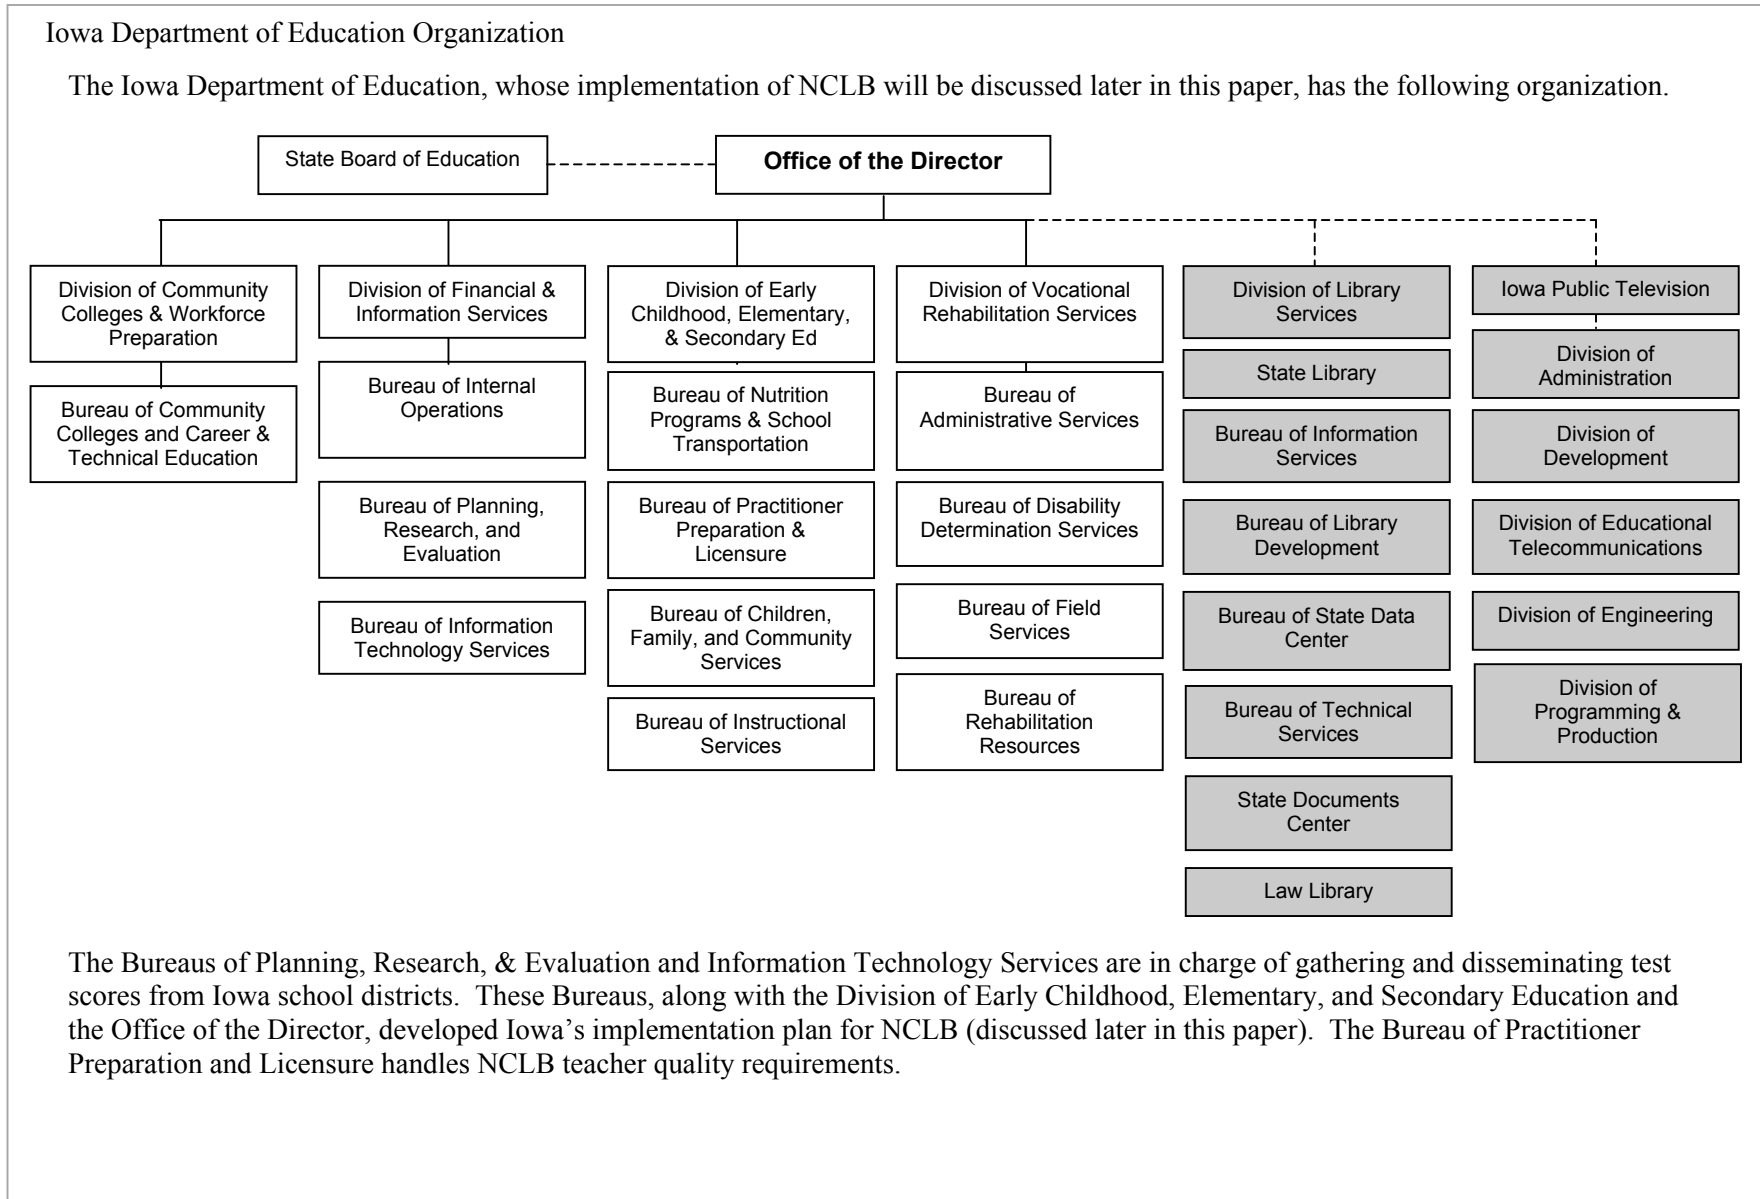 Iowa Department of Education Organization
The Iowa Department of Education, whose implementation of NCLB will be discussed later in this paper, has the following organization.
State Board of Education
Office of the Director
Division of Community
Colleges & Workforce
Preparation
Bureau of Community
Colleges and Career &
Technical Education
Division of Financial &
Information Services
Bureau of Internal
Operations
Bureau of Planning,
Research, and
Evaluation
Bureau of Information
Technology Services
Division of Early
Childhood, Elementary,
& Secondary Ed
Bureau of Nutrition
Programs & School
Transportation
Bureau of Practitioner
Preparation &
Licensure
Bureau of Children,
Family, and Community
Services
Bureau of Instructional
Services
Division of Vocational
Rehabilitation Services
Bureau of
Administrative Services
Bureau of Disability
Determination Services
Bureau of Field
Services
Bureau of
Rehabilitation
Resources
Division of Library
Services
State Library
Bureau of Information
Services
Bureau of Library
Development
Bureau of State Data
Center
Bureau of Technical
Services
State Documents
Center
Law Library
Iowa Public Television
Division of
Administration
Division of
Development
Division of Educational
Telecommunications
Division of Engineering
Division of
Programming &
Production
The Bureaus of Planning, Research, & Evaluation and Information Technology Services are in charge of gathering and disseminating test
scores from Iowa school districts.  These Bureaus, along with the Division of Early Childhood, Elementary, and Secondary Education and
the Office of the Director, developed Iowa’s implementation plan for NCLB (discussed later in this paper).  The Bureau of Practitioner
Preparation and Licensure handles NCLB teacher quality requirements.